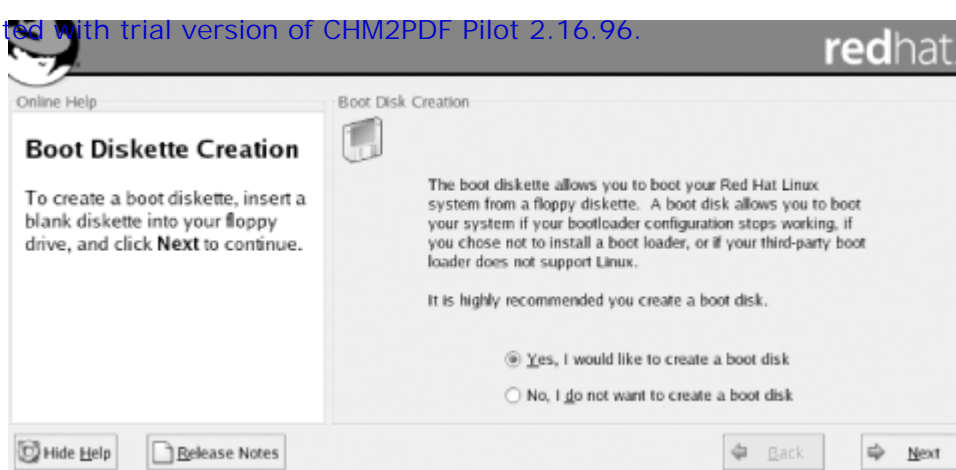 ted with trial version of CHM2PDF Pilot 2.16.96.
redhat.
Online Help
Boot Diskette Creation
To create a boot diskette, insert a
blank diskette into your floppy
drive, and click Next to continue.
Boot Disk Creation
The boot diskette allows you to boot your Red Hat Linux
system from a floppy diskette. A boot disk allows you to boot
your system if your bootloader configuration stops working, if
you chose not to install a boot loader, or if your third-party boot
loader does not support Linux.
It is highly recommended you create a boot disk.
Yes, I would like to create a boot disk
No, I do not want to create a boot disk
Hide Help
Release Notes
Back
Next